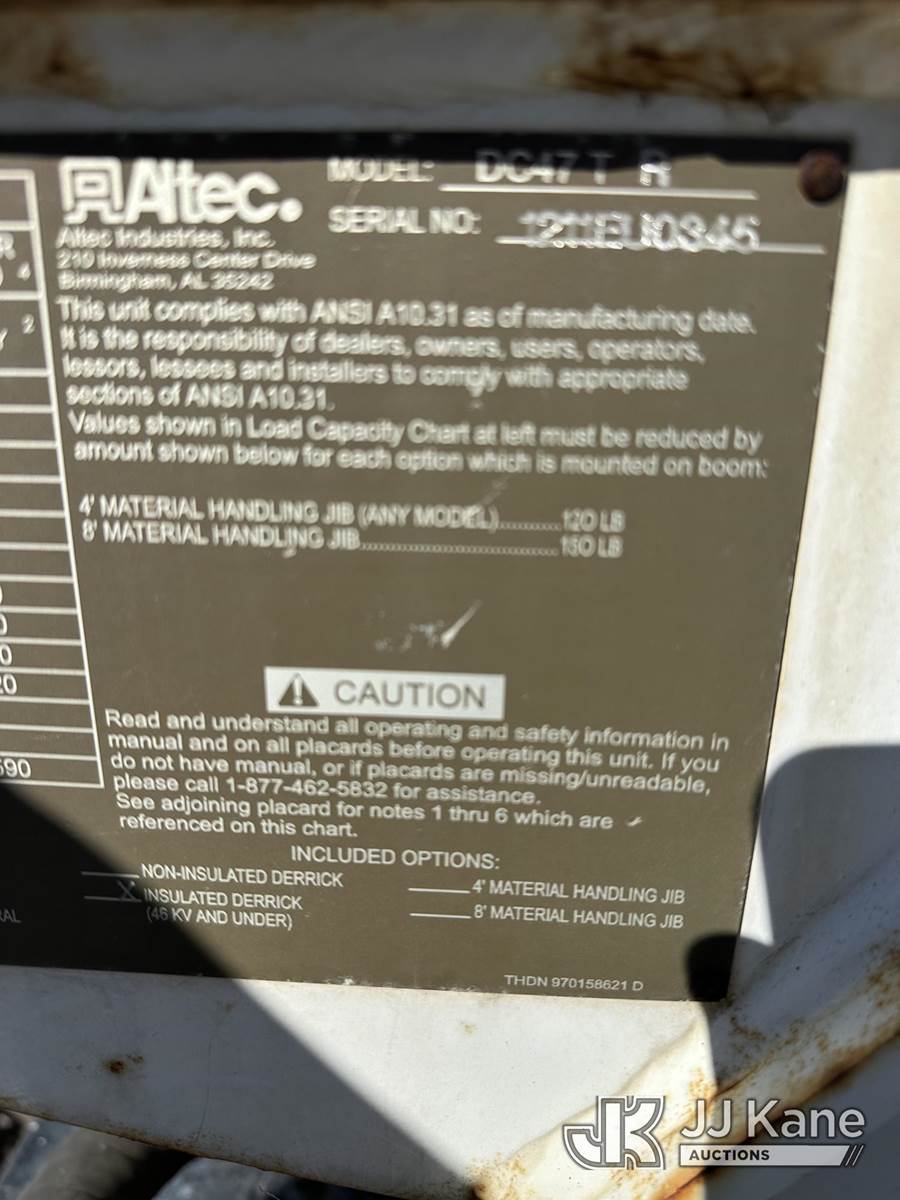 Altec
MODEL: DC47 T R
SERIAL NO:
Altec Industries, Inc.
210 Inverness Center Drive
Birmingham, AL 35242
This unit complies with ANSI A10.31 as of manufacturing date.
It is the responsibility of dealers, owners, users, operators,
lessors, lessees and installers to comply with appropriate
sections of ANSI A10.31.
Values shown in Load Capacity Chart at left must be reduced by
amount shown below for each option which is mounted on boom:
4' MATERIAL HANDLING JIB (ANY MODEL)..........120 LB
8' MATERIAL HANDLING JIB.................................150 LB
CAUTION
Read and understand all operating and safety information in
manual and on all placards before operating this unit. If you
do not have manual, or if placards are missing/unreadable,
please call 1-877-462-5832 for assistance.
See adjoining placard for notes 1 thru 6 which are
referenced on this chart.
INCLUDED OPTIONS:
NON-INSULATED DERRICK
X INSULATED DERRICK
(46 KV AND UNDER)
4' MATERIAL HANDLING JIB
8' MATERIAL HANDLING JIB
THDN 970158621 D
JK JJ Kane
AUCTIONS